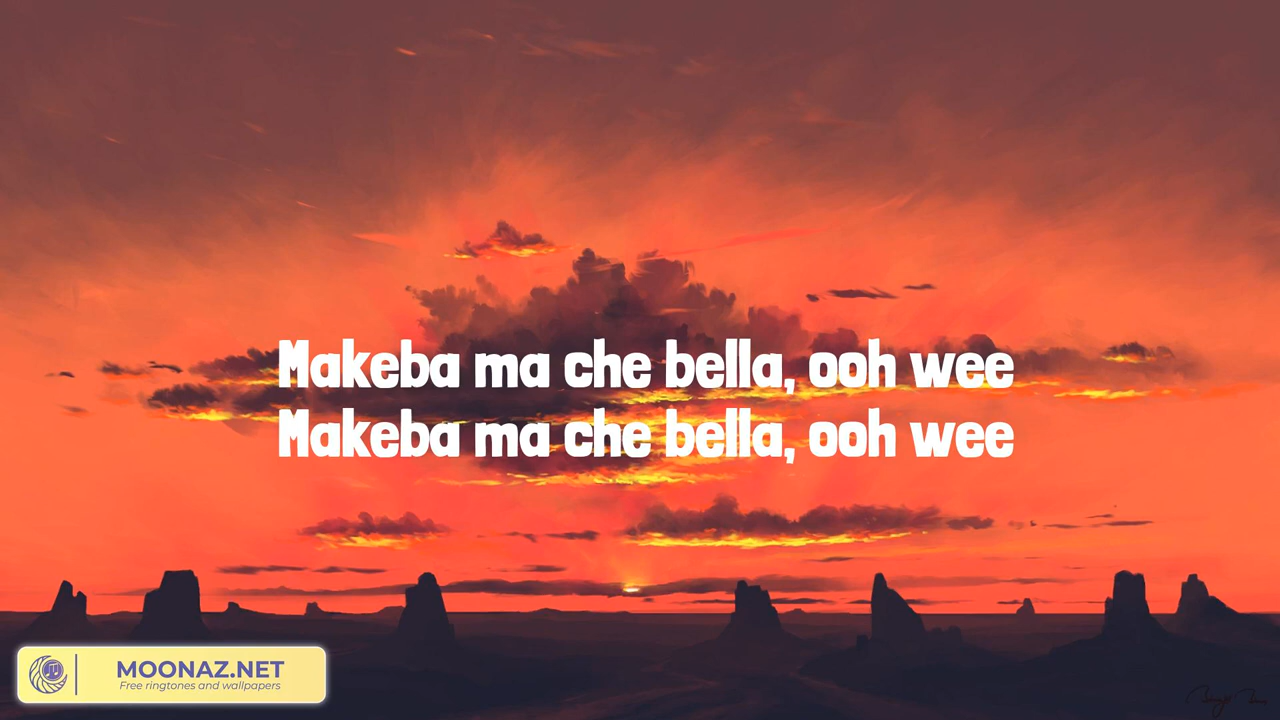 Makeba ma che bella, ooh wee
Makeba ma che bella, ooh wee
MOONAZ.NET
Free ringtones and wallpapers